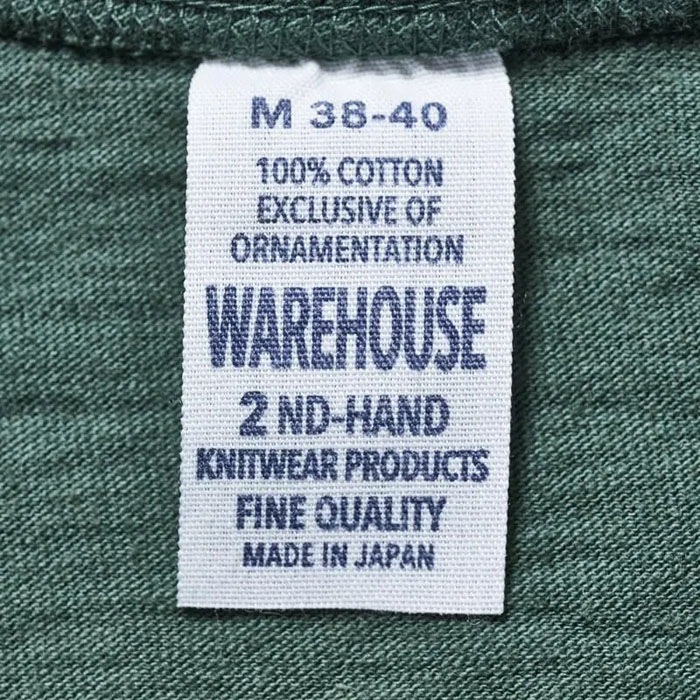 M 38-40
100% COTTON
EXCLUSIVE OF
ORNAMENTATION
WAREHOUSE
2 ND-HAND
KNITWEAR PRODUCTS
FINE QUALITY
MADE IN JAPAN